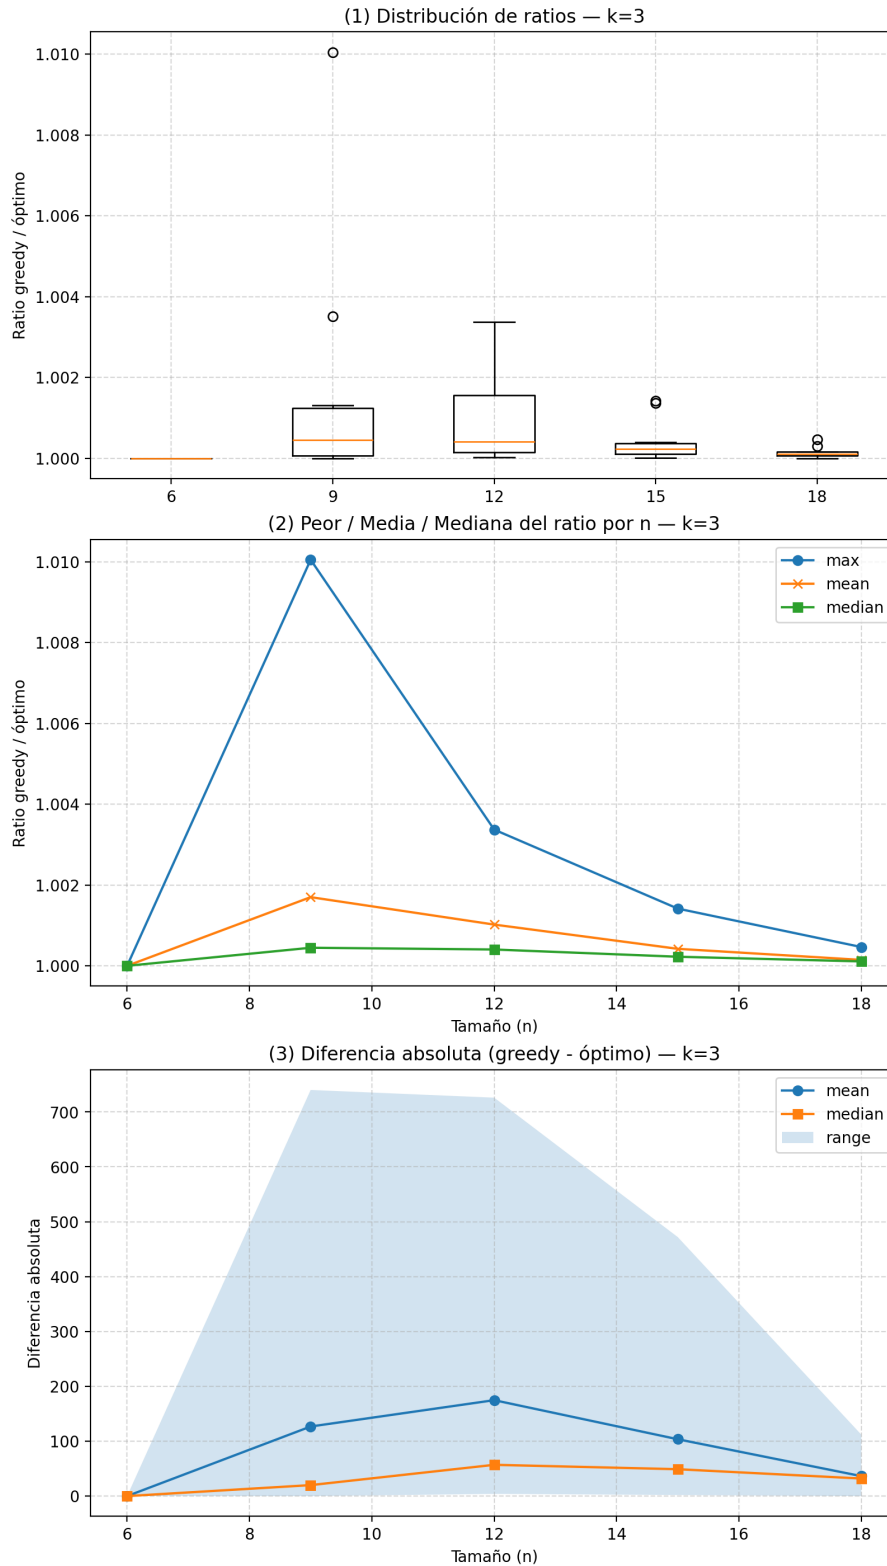 (1) Distribución de ratios — k=3
Ratio greedy / óptimo
1.010
1.008
1.006
1.004
1.002
1.000
6 9 12 15 18
(2) Peor / Media / Mediana del ratio por n — k=3
Ratio greedy / óptimo
1.010
1.008
1.006
1.004
1.002
1.000
max
mean
median
6 8 10 12 14 16 18
Tamaño (n)
(3) Diferencia absoluta (greedy - óptimo) — k=3
Diferencia absoluta
700
600
500
400
300
200
100
0
mean
median
range
6 8 10 12 14 16 18
Tamaño (n)